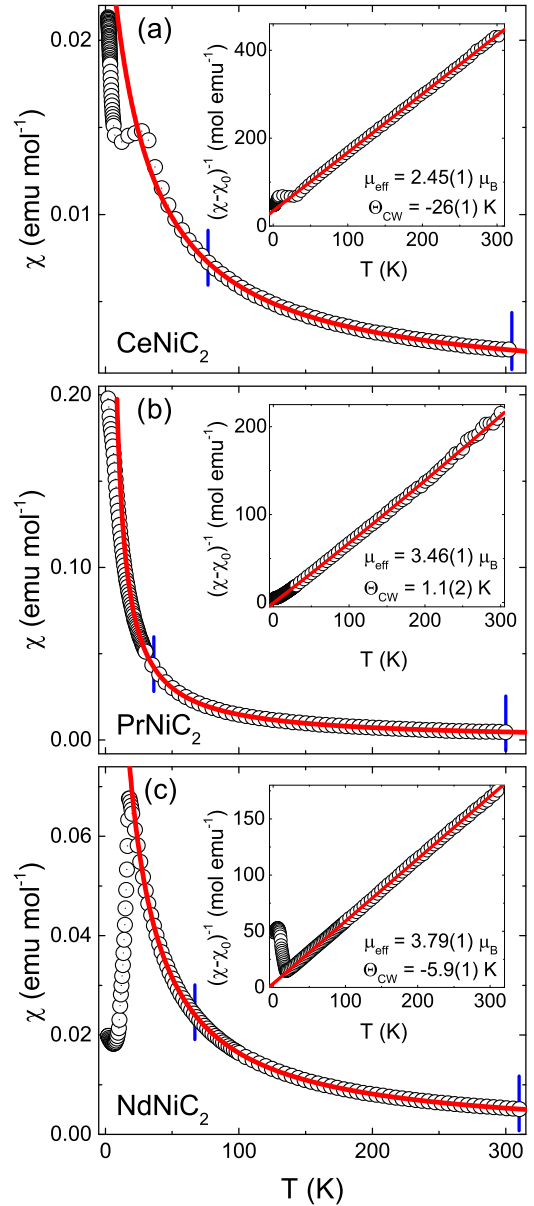 (a)
0.02
0.01
χ (emu mol⁻¹)
CeNiC₂
400
200
0
(χ-χ₀)⁻¹ (mol emu⁻¹)
μeff = 2.45(1) μB
ΘCW = -26(1) K
0 100 200 300
T (K)
(b)
0.20
0.10
0.00
χ (emu mol⁻¹)
PrNiC₂
200
100
0
(χ-χ₀)⁻¹ (mol emu⁻¹)
μeff = 3.46(1) μB
ΘCW = 1.1(2) K
0 100 200 300
T (K)
(c)
0.06
0.04
0.02
0.00
χ (emu mol⁻¹)
NdNiC₂
150
100
50
0
(χ-χ₀)⁻¹ (mol emu⁻¹)
μeff = 3.79(1) μB
ΘCW = -5.9(1) K
0 100 200 300
T (K)
0 100 200 300
T (K)